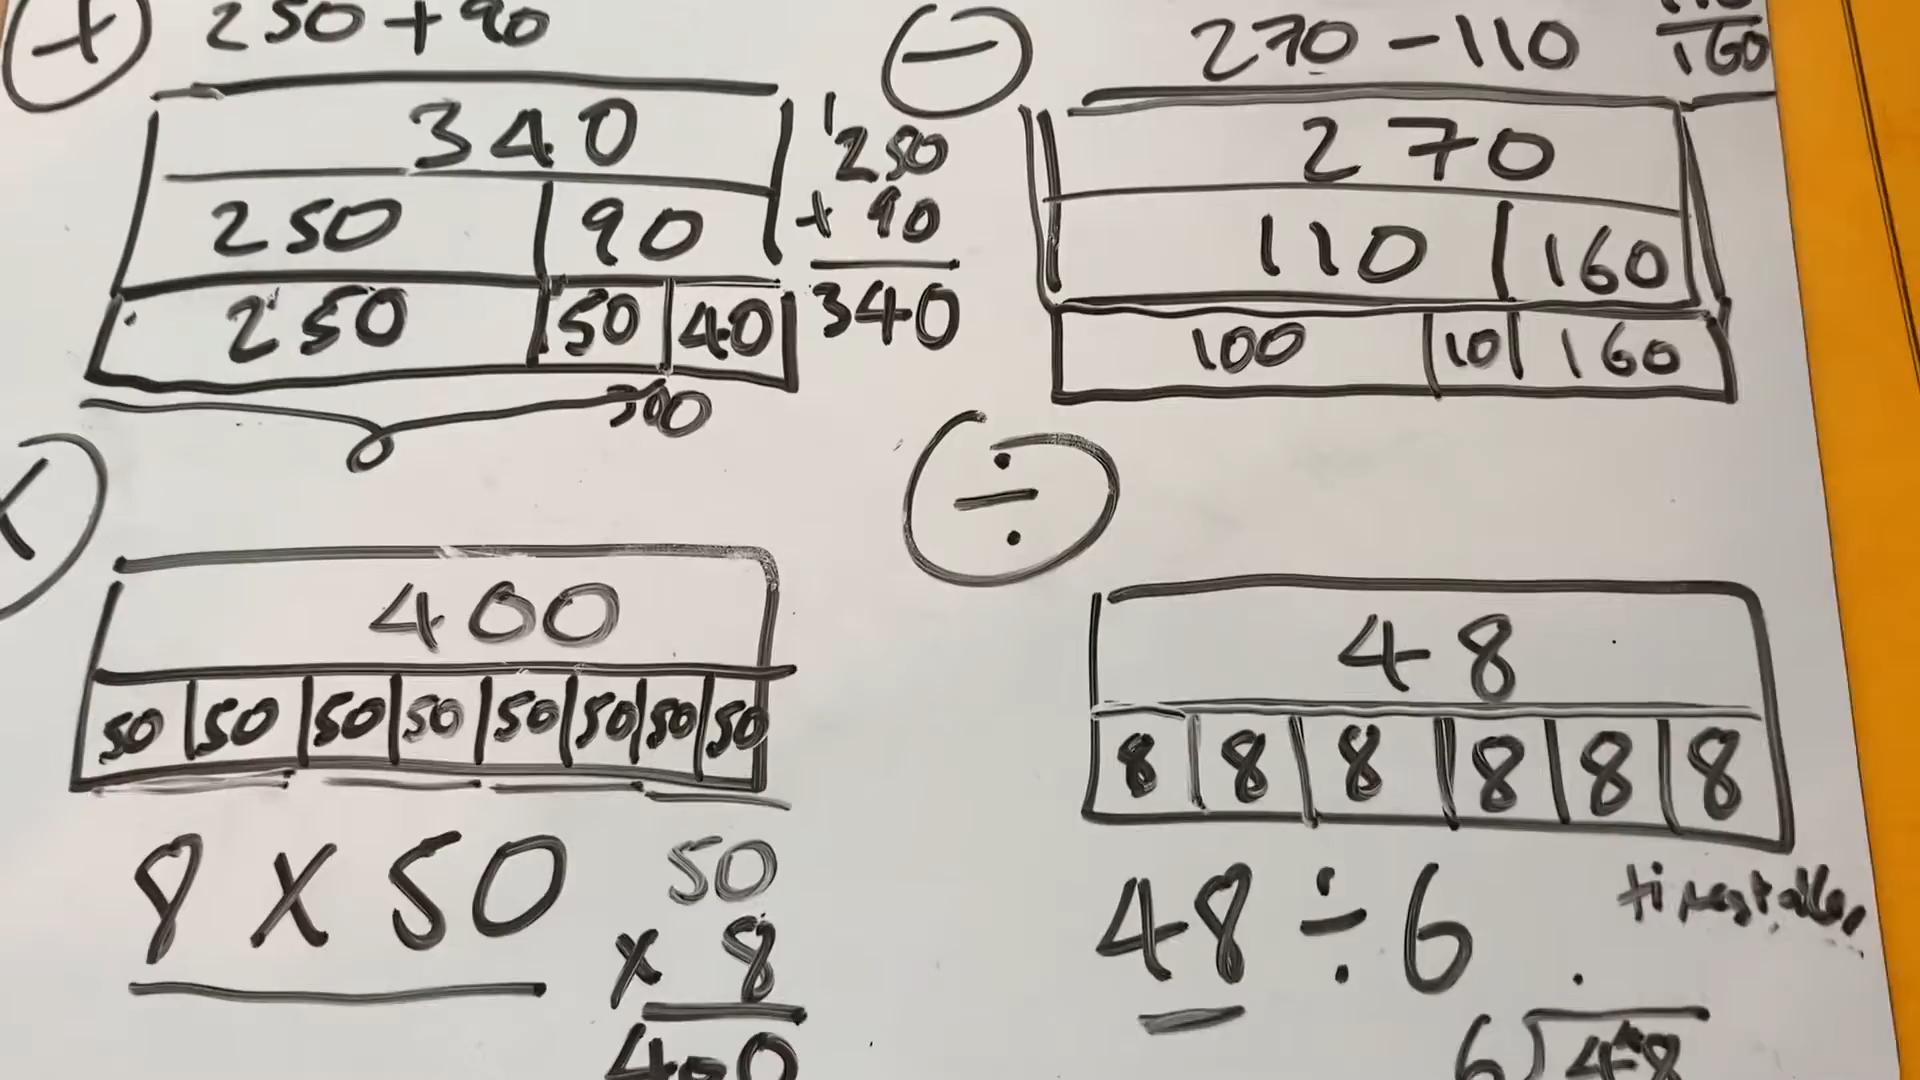 + 250 + 90
340
250 90
250 50 40
300
1
250
+ 90
340
− 270 − 110
160
270
110 160
100 10 160
×
400
50 50 50 50 50 50 50 50
8 × 50
50
× 8
400
÷
48
8 8 8 8 8 8
48 ÷ 6
6 48